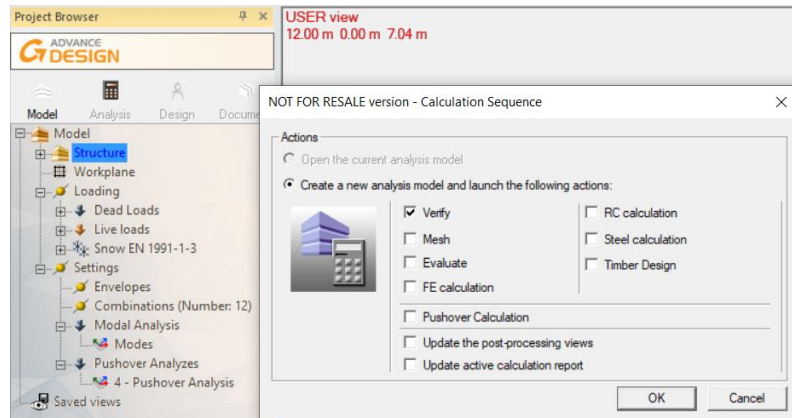 Project Browser
ADVANCE
DESIGN
Model Analysis Design
Model
Structure
Workplane
Loading
Dead Loads
Live loads
Snow EN 1991-1-3
Settings
Envelopes
Combinations (Number: 12)
Modal Analysis
Modes
Pushover Analyzes
4 - Pushover Analysis
Saved views
USER view
12.00 m 0.00 m 7.04 m
NOT FOR RESALE version - Calculation Sequence
Actions
Open the current analysis model
Create a new analysis model and launch the following actions:
Verify
Mesh
Evaluate
FE calculation
RC calculation
Steel calculation
Timber Design
Pushover Calculation
Update the post-processing views
Update active calculation report
OK Cancel